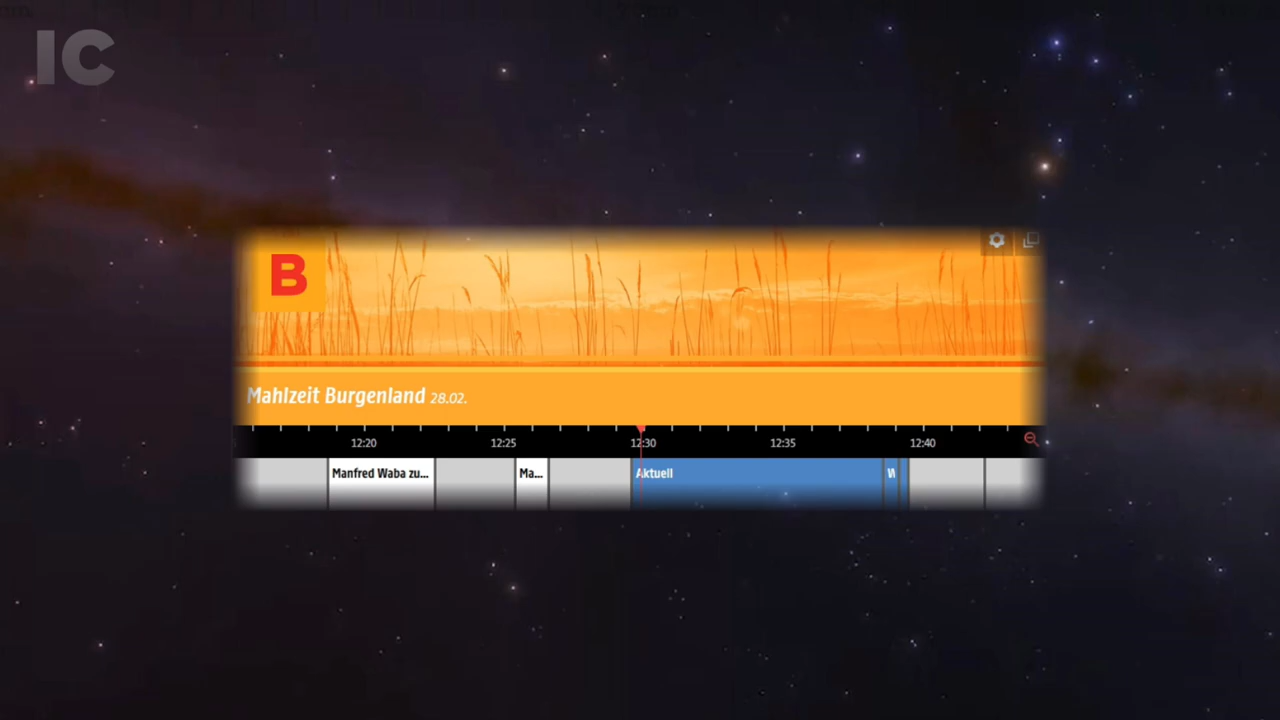 IC
B
Mahlzeit Burgenland 28.02.
12:20 12:25 12:30 12:35 12:40
Manfred Waba zu... Ma... Aktuell W